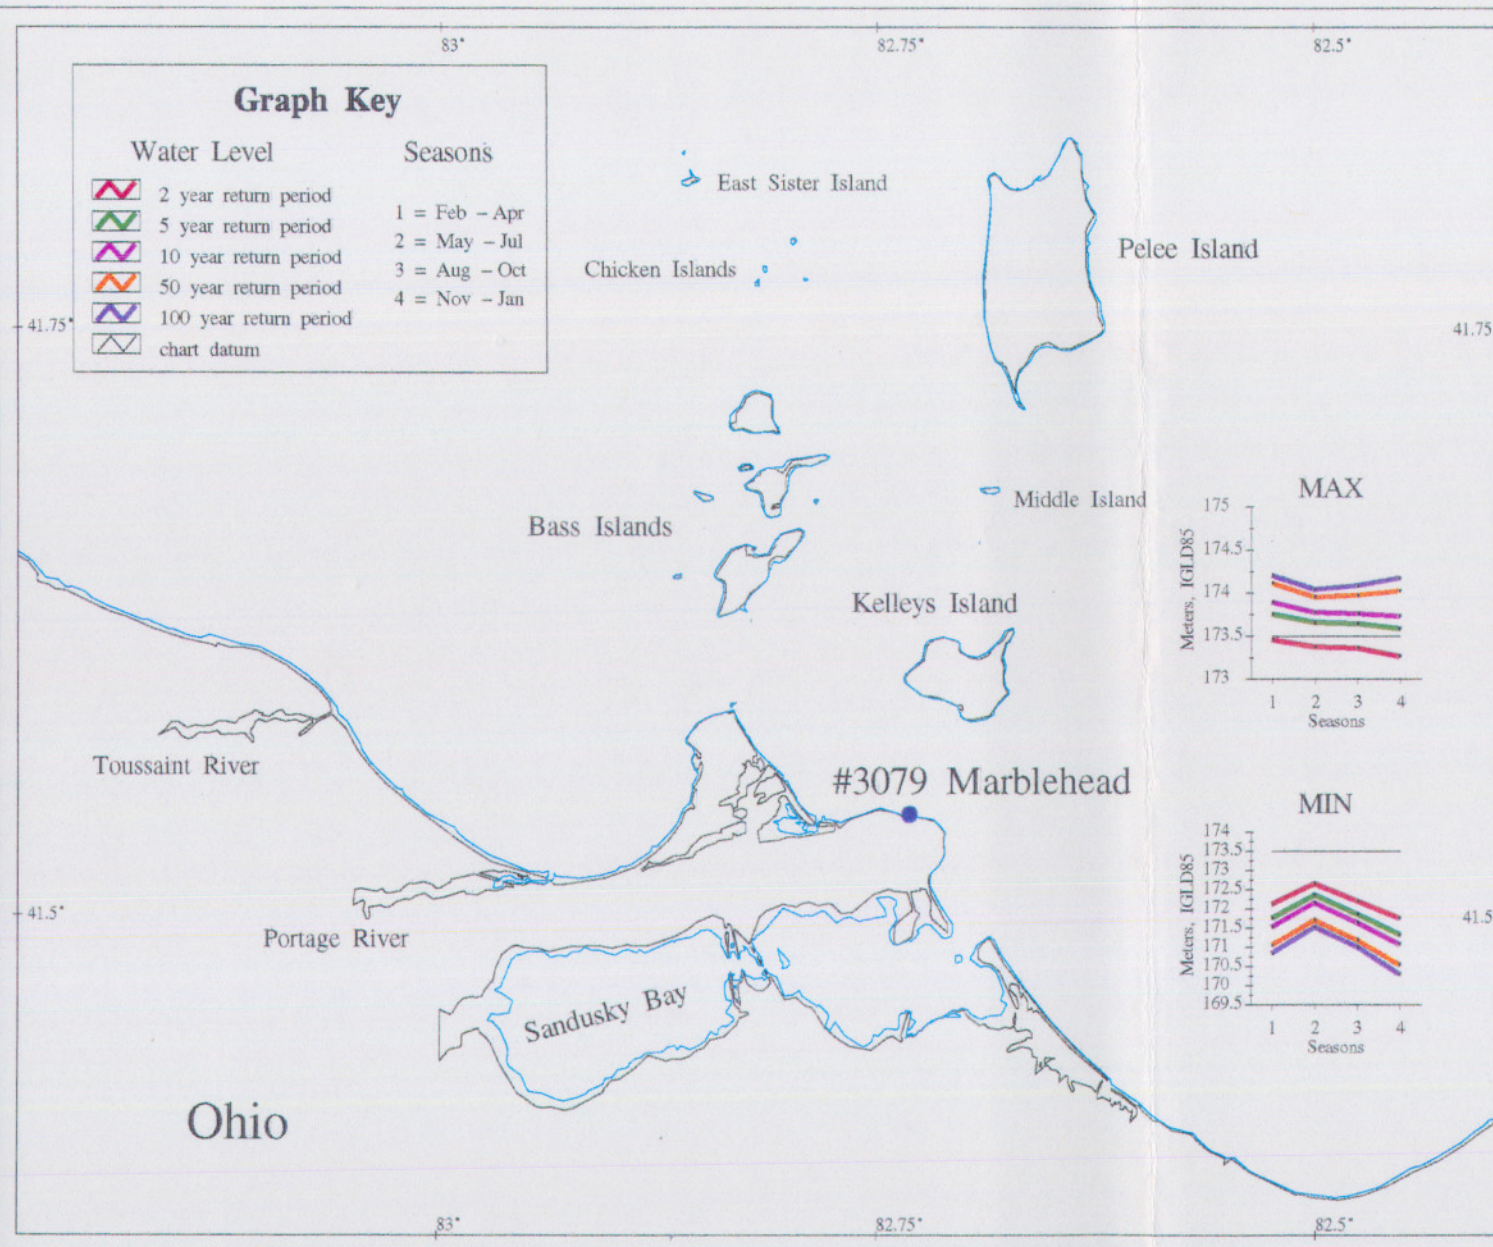 83° 82.75° 82.5°
Graph Key
Water Level Seasons
2 year return period
5 year return period
10 year return period
50 year return period
100 year return period
chart datum
1 = Feb - Apr
2 = May - Jul
3 = Aug - Oct
4 = Nov - Jan
East Sister Island
Pelee Island
Chicken Islands
41.75° 41.75
Middle Island
Bass Islands
Kelleys Island
MAX
Meters, IGLD85
175
174.5
174
173.5
173
1 2 3 4
Seasons
Toussaint River
#3079 Marblehead
MIN
Meters, IGLD85
174
173.5
173
172.5
172
171.5
171
170.5
170
169.5
1 2 3 4
Seasons
41.5° 41.5
Portage River
Sandusky Bay
Ohio
83° 82.75° 82.5°